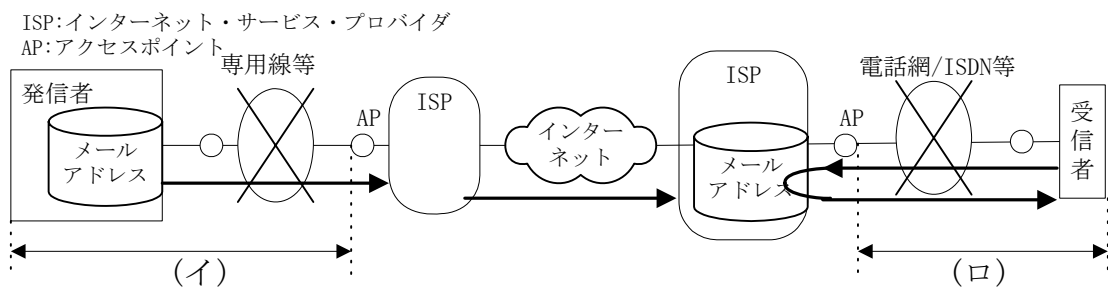 ISP:インターネット・サービス・プロバイダ
AP:アクセスポイント
専用線等
電話網/ISDN等
発信者
メール
アドレス
AP
ISP
インター
ネット
ISP
メール
アドレス
AP
受信者
(イ)
(ロ)